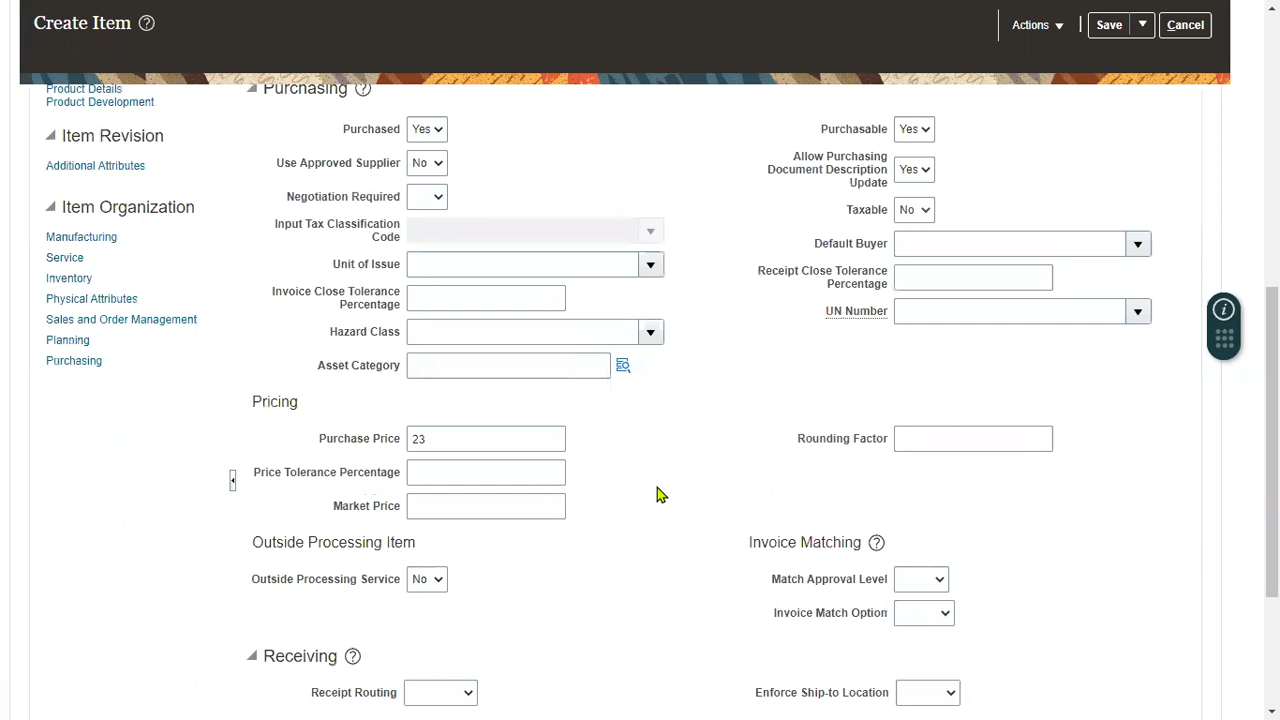 Create Item
Actions
Save
Cancel
Product Details
Product Development
Item Revision
Additional Attributes
Item Organization
Manufacturing
Service
Inventory
Physical Attributes
Sales and Order Management
Planning
Purchasing
Purchasing
Purchased Yes
Purchasable Yes
Use Approved Supplier No
Allow Purchasing
Document Description
Update Yes
Negotiation Required
Taxable No
Input Tax Classification
Code
Default Buyer
Unit of Issue
Receipt Close Tolerance
Percentage
Invoice Close Tolerance
Percentage
UN Number
Hazard Class
Asset Category
Pricing
Purchase Price 23
Rounding Factor
Price Tolerance Percentage
Market Price
Outside Processing Item
Invoice Matching
Outside Processing Service No
Match Approval Level
Invoice Match Option
Receiving
Receipt Routing
Enforce Ship-to Location